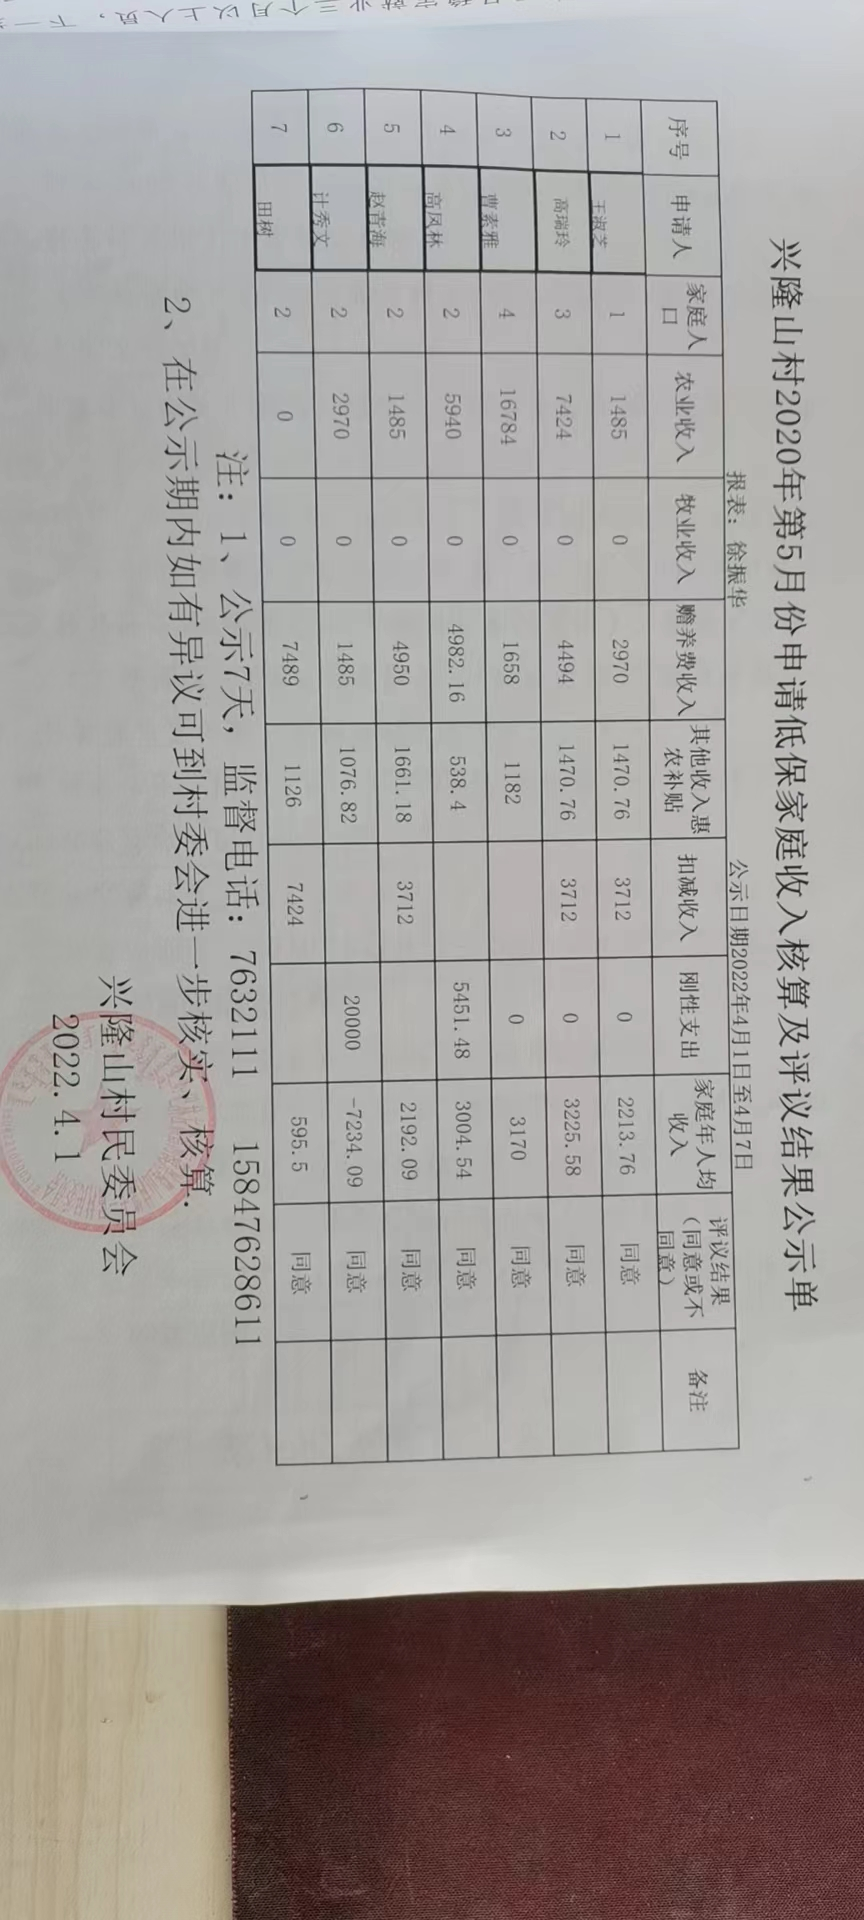 兴隆山村2020年第5月份申请低保家庭收入核算及评议结果公示单
报表：徐振华 公示日期2022年4月1日至4月7日
序号 申请人 家庭人口 农业收入 牧业收入 赡养费收入 其他收入惠农补贴 扣减收入 刚性支出 家庭年人均收入 评议结果（同意或不同意） 备注
1 王淑芝 1 1485 0 2970 1470.76 3712 0 2213.76 同意
2 高瑞玲 3 7424 0 4494 1470.76 3712 0 3225.58 同意
3 曹素雅 4 16784 0 1658 1182 0 3170 同意
4 高凤林 2 5940 0 4982.16 538.4 5451.48 3004.54 同意
5 赵青海 2 1485 0 4950 1661.18 3712 2192.09 同意
6 计秀文 2 2970 0 1485 1076.82 20000 -7234.09 同意
7 田树 2 0 0 7489 1126 7424 595.5 同意
注：1、公示7天，监督电话：7632111 15847628611
2、在公示期内如有异议可到村委会进一步核实、核算.
兴隆山村民委员会
2022.4.1